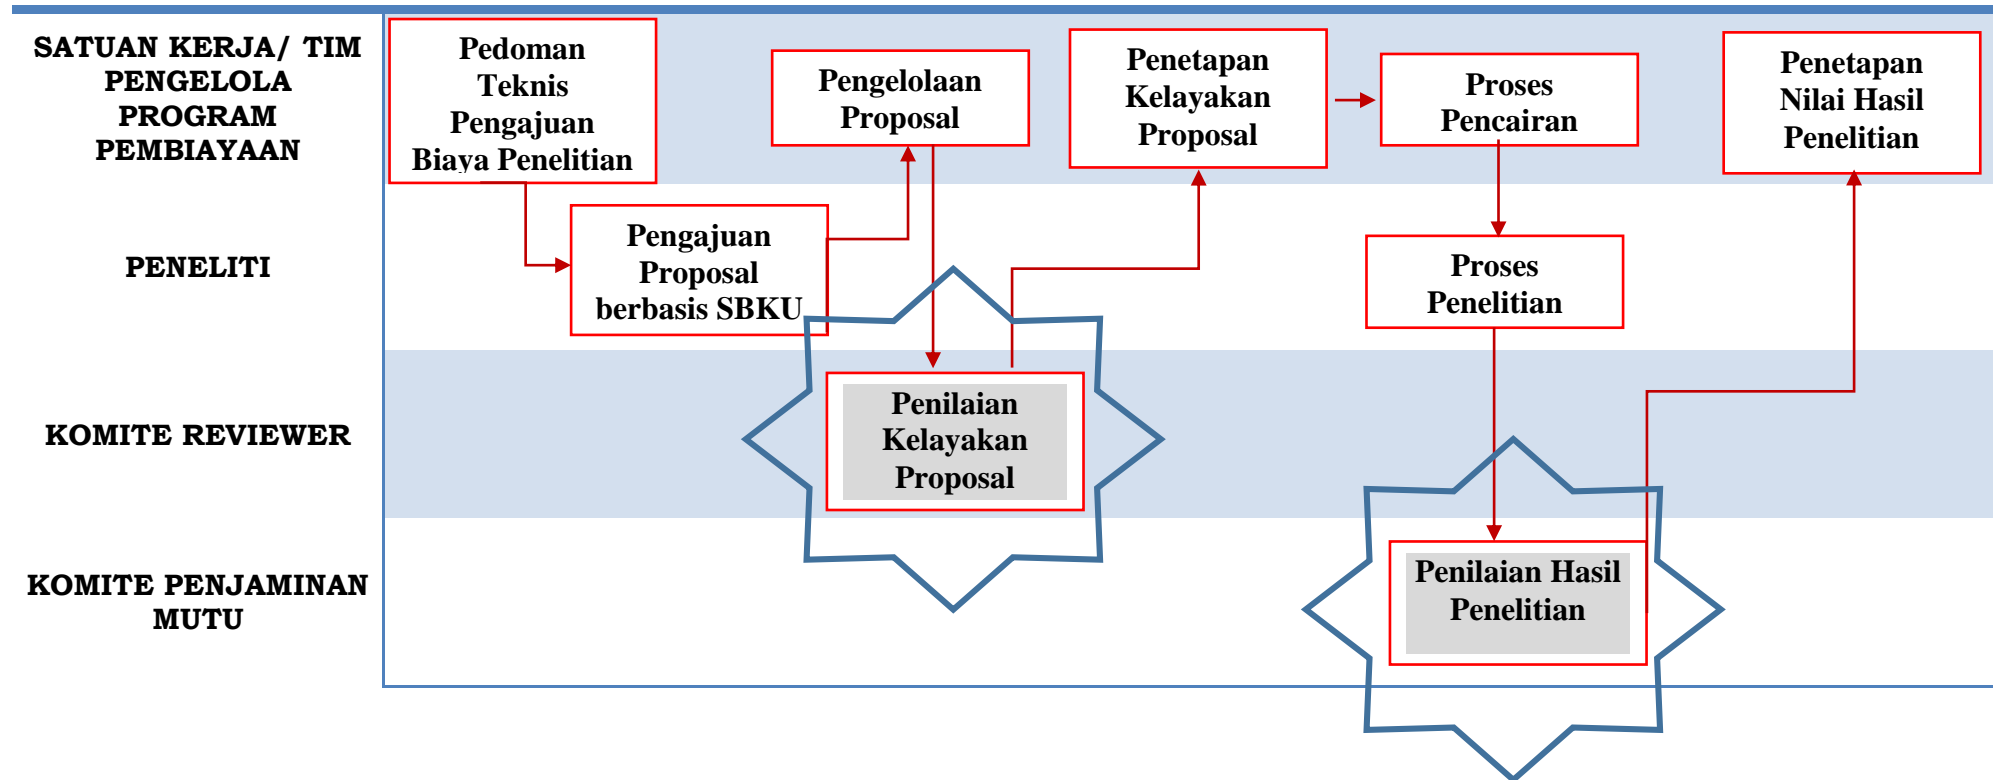 SATUAN KERJA/ TIM
PENGELOLA
PROGRAM
PEMBIAYAAN
Pedoman
Teknis
Pengajuan
Biaya Penelitian
Pengelolaan
Proposal
Penetapan
Kelayakan
Proposal
Proses
Pencairan
Penetapan
Nilai Hasil
Penelitian
PENELITI
Pengajuan
Proposal
berbasis SBKU
Proses
Penelitian
KOMITE REVIEWER
Penilaian
Kelayakan
Proposal
KOMITE PENJAMINAN
MUTU
Penilaian Hasil
Penelitian